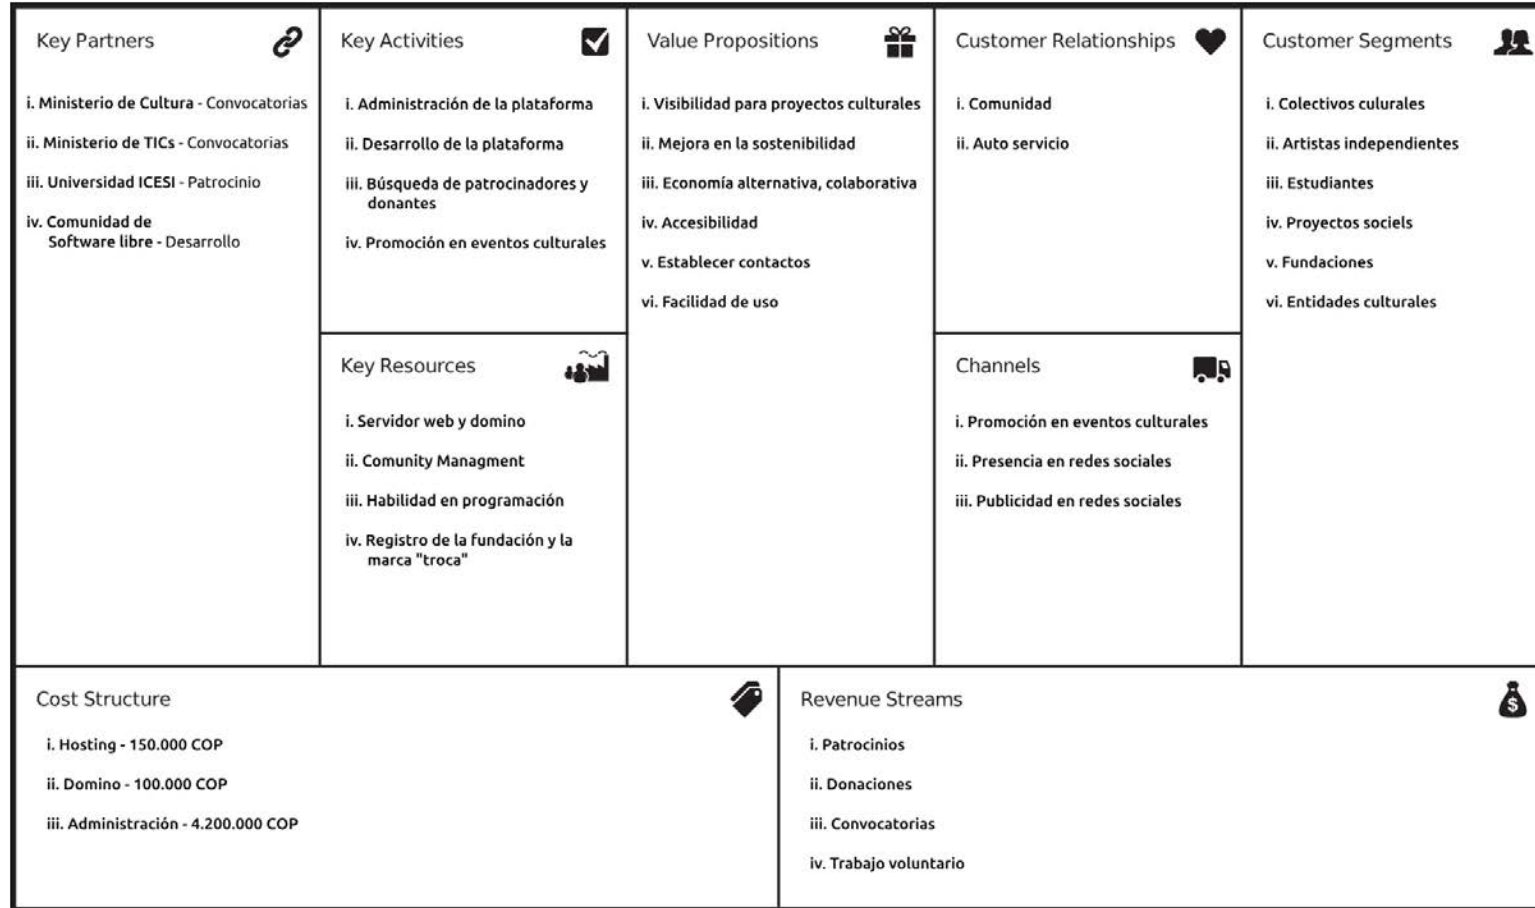 Key Partners
i. Ministerio de Cultura - Convocatorias
ii. Ministerio de TICs - Convocatorias
iii. Universidad ICESI - Patrocinio
iv. Comunidad de
Software libre - Desarrollo
Key Activities
i. Administración de la plataforma
ii. Desarrollo de la plataforma
iii. Búsqueda de patrocinadores y
donantes
iv. Promoción en eventos culturales
Key Resources
i. Servidor web y domino
ii. Comunity Managment
iii. Habilidad en programación
iv. Registro de la fundación y la
marca "troca"
Value Propositions
i. Visibilidad para proyectos culturales
ii. Mejora en la sostenibilidad
iii. Economía alternativa, colaborativa
iv. Accesibilidad
v. Establecer contactos
vi. Facilidad de uso
Customer Relationships
i. Comunidad
ii. Auto servicio
Channels
i. Promoción en eventos culturales
ii. Presencia en redes sociales
iii. Publicidad en redes sociales
Customer Segments
i. Colectivos culurales
ii. Artistas independientes
iii. Estudiantes
iv. Proyectos sociels
v. Fundaciones
vi. Entidades culturales
Cost Structure
i. Hosting - 150.000 COP
ii. Domino - 100.000 COP
iii. Administración - 4.200.000 COP
Revenue Streams
$
i. Patrocinios
ii. Donaciones
iii. Convocatorias
iv. Trabajo voluntario